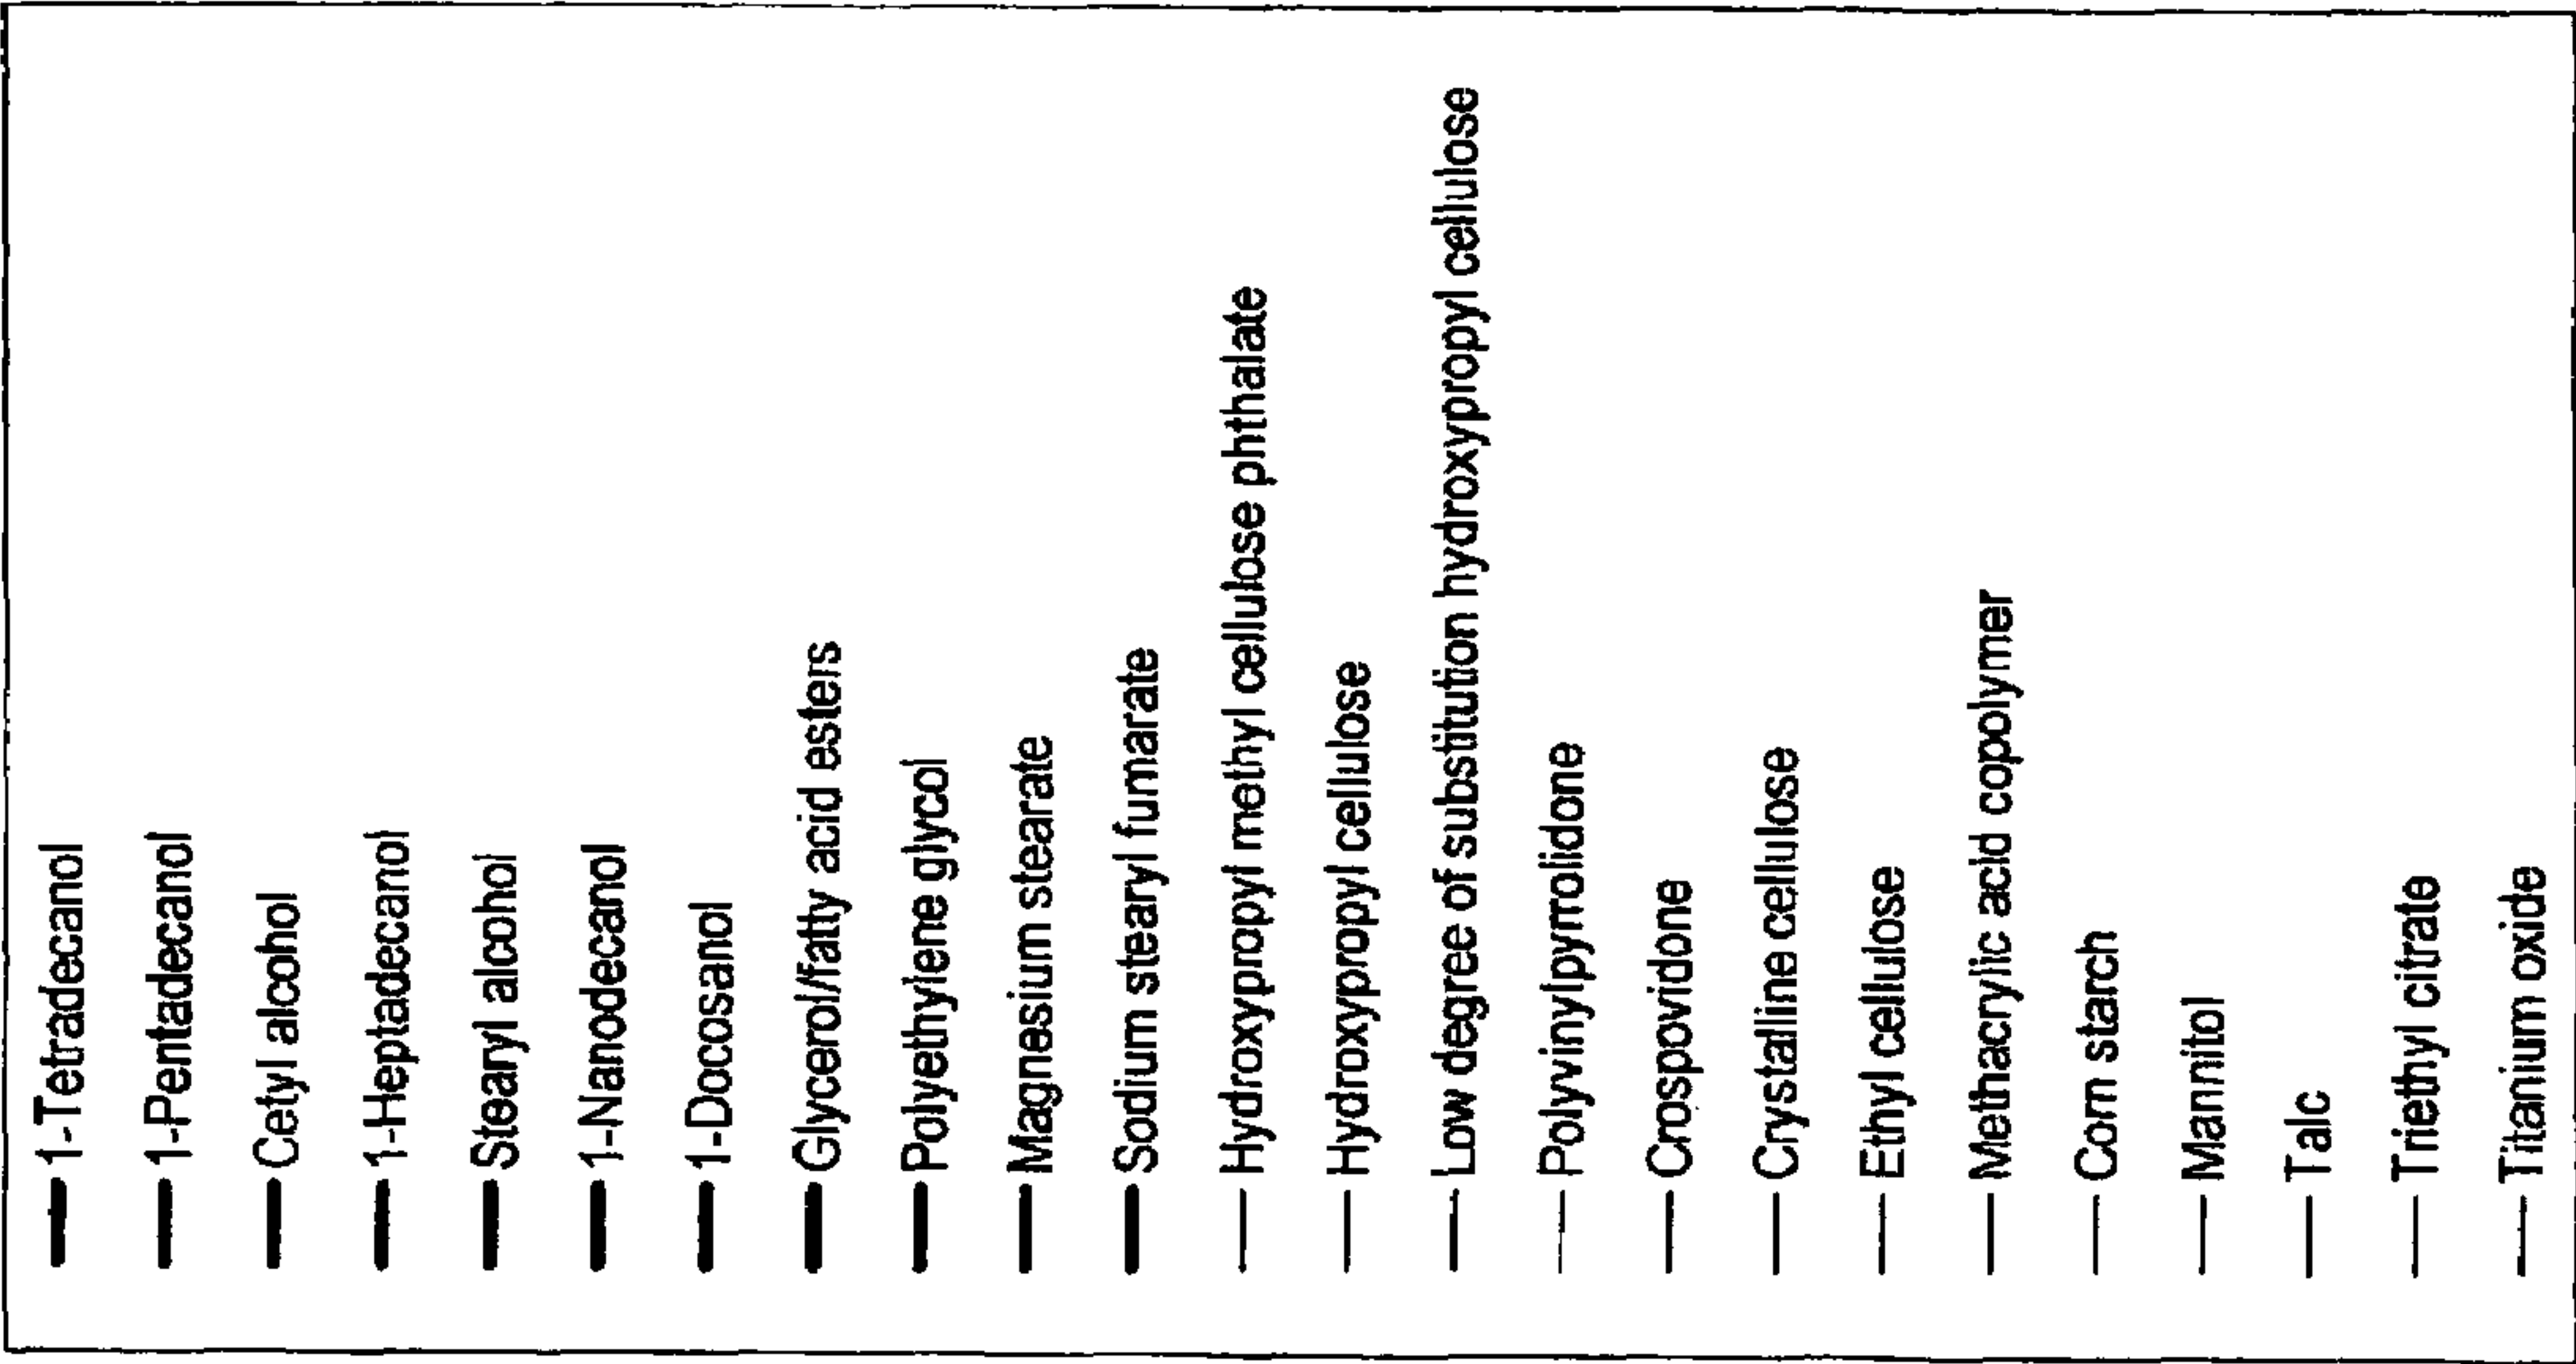 1-Tetradecanol
1-Pentadecanol
Cetyl alcohol
1-Heptadecanol
Stearyl alcohol
1-Nanodecanol
1-Docosanol
Glycerol/fatty acid esters
Polyethylene glycol
Magnesium stearate
Sodium stearyl fumarate
Hydroxypropyl methyl cellulose phthalate
Hydroxypropyl cellulose
Low degree of substitution hydroxypropyl cellulose
Polyvinylpyrrolidone
Crospovidone
Crystalline cellulose
Ethyl cellulose
Methacrylic acid copolymer
Corn starch
Mannitol
Talc
Triethyl citrate
Titanium oxide